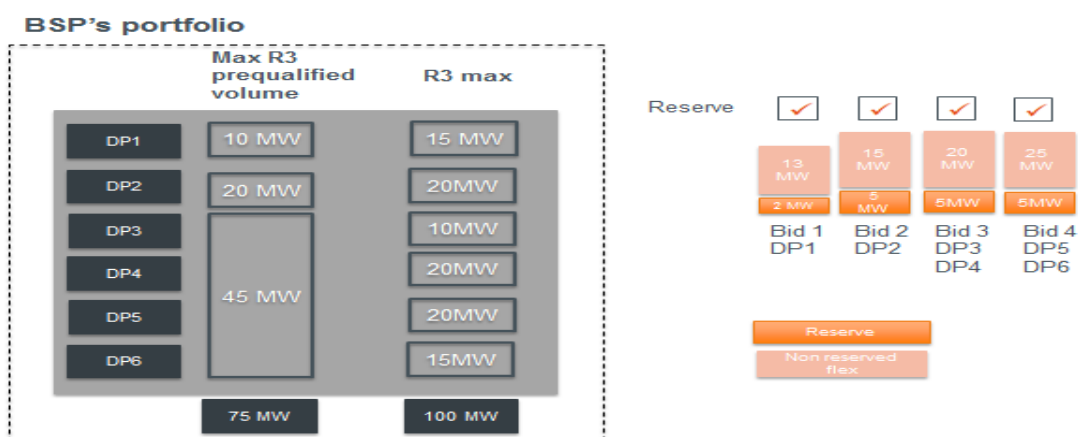 BSP's portfolio
Max R3
prequalified
volume
R3 max
DP1
DP2
DP3
DP4
DP5
DP6
10 MW
20 MW
45 MW
15 MW
20MW
10MW
20MW
20MW
15MW
75 MW
100 MW
Reserve
13
MW
2 MW
15
MW
5
MW
20
MW
5MW
25
MW
5MW
Bid 1
DP1
Bid 2
DP2
Bid 3
DP3
DP4
Bid 4
DP5
DP6
Reserve
Non reserved
flex